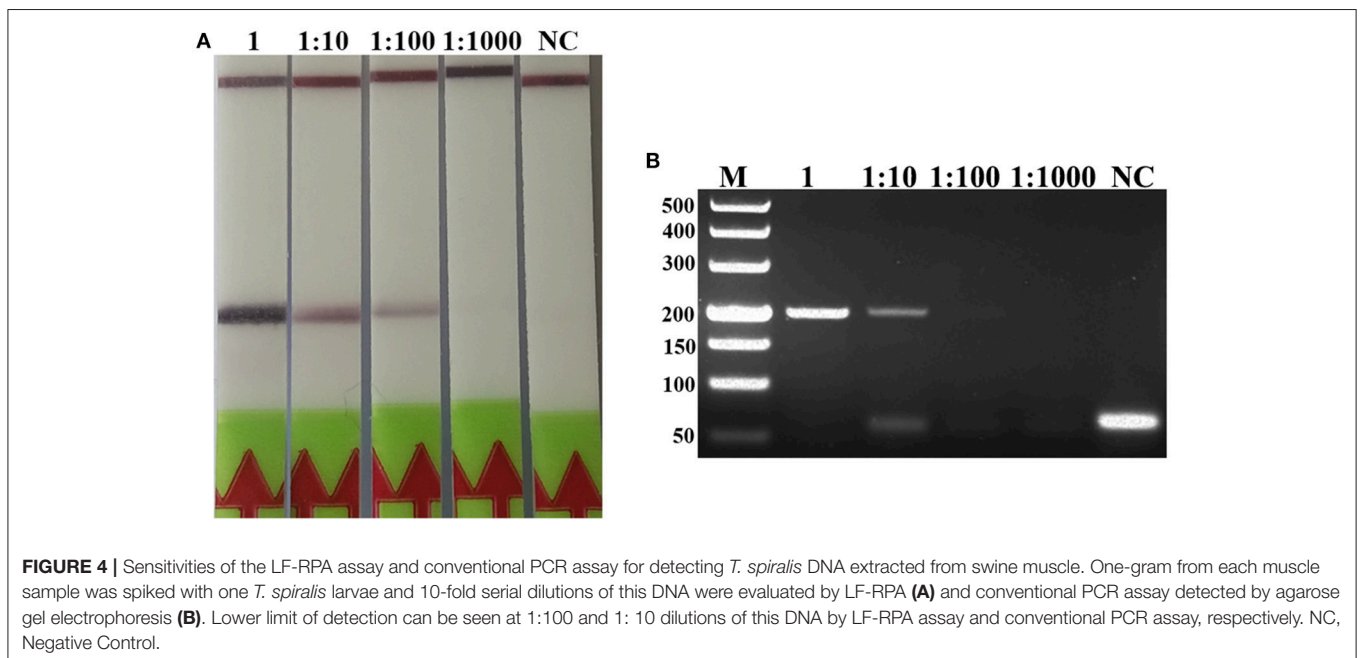 A 1 1:10 1:100 1:1000 NC
B M 1 1:10 1:100 1:1000 NC
500
400
300
200
150
100
50
FIGURE 4 | Sensitivities of the LF-RPA assay and conventional PCR assay for detecting T. spiralis DNA extracted from swine muscle. One-gram from each muscle
sample was spiked with one T. spiralis larvae and 10-fold serial dilutions of this DNA were evaluated by LF-RPA (A) and conventional PCR assay detected by agarose
gel electrophoresis (B). Lower limit of detection can be seen at 1:100 and 1: 10 dilutions of this DNA by LF-RPA assay and conventional PCR assay, respectively. NC,
Negative Control.